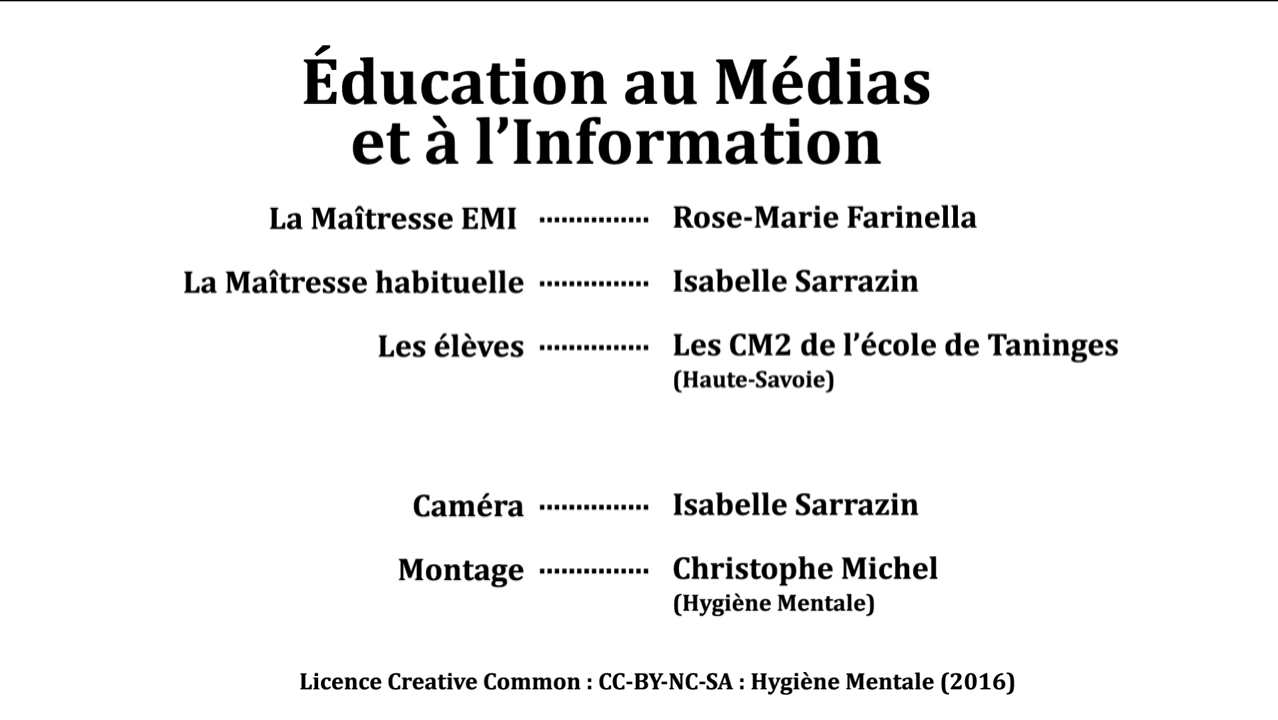 Éducation au Médias
et à l’Information
La Maîtresse EMI ............... Rose-Marie Farinella
La Maîtresse habituelle ............... Isabelle Sarrazin
Les élèves ............... Les CM2 de l’école de Taninges
(Haute-Savoie)
Caméra ............... Isabelle Sarrazin
Montage ............... Christophe Michel
(Hygiène Mentale)
Licence Creative Common : CC-BY-NC-SA : Hygiène Mentale (2016)